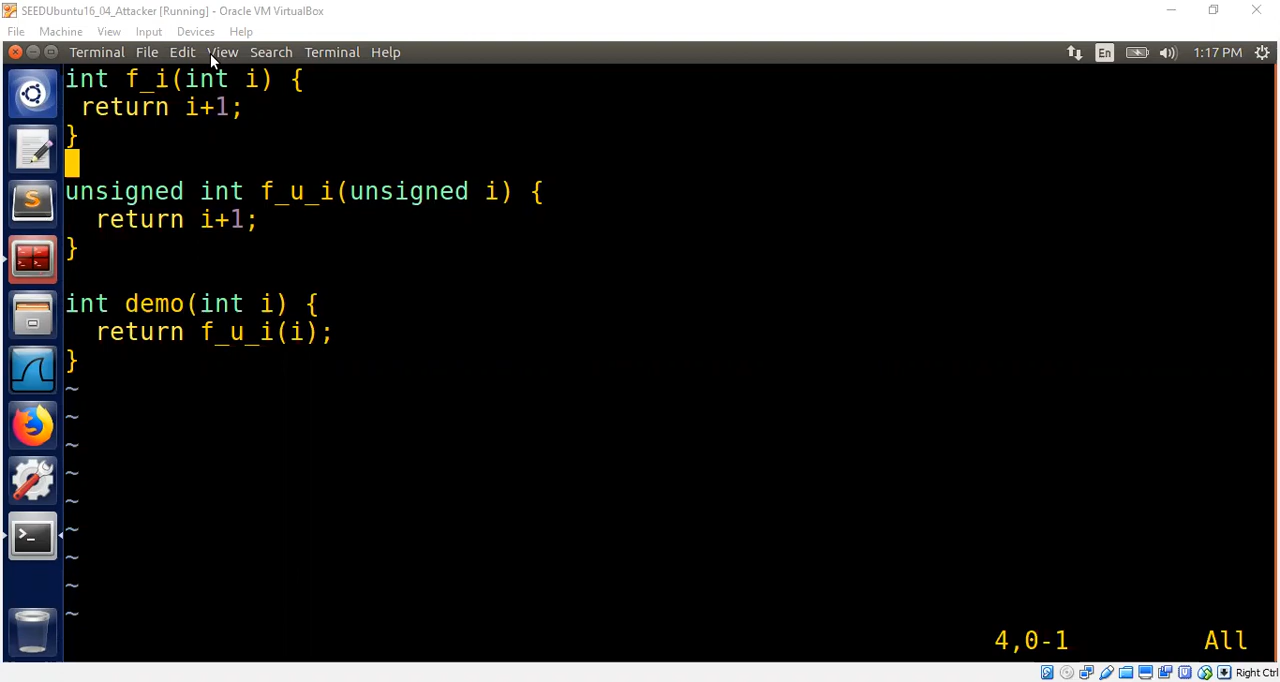 SEEDUbuntu16_04_Attacker [Running] - Oracle VM VirtualBox
File Machine View Input Devices Help
Terminal File Edit View Search Terminal Help En 1:17 PM
int f_i(int i) {
 return i+1;
}
unsigned int f_u_i(unsigned i) {
  return i+1;
}
int demo(int i) {
  return f_u_i(i);
}
~
~
~
~
~
~
~
~
~
4,0-1 All
Right Ctrl